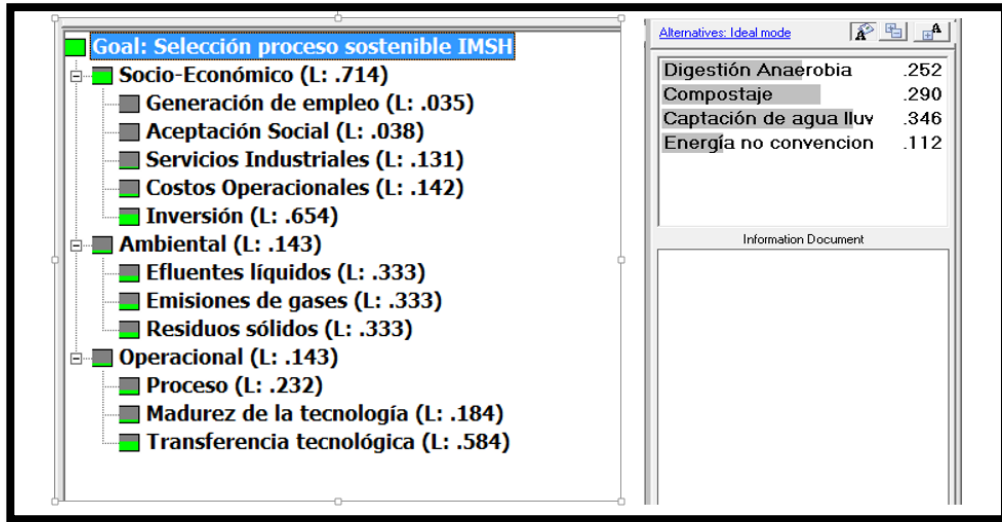 Goal: Selección proceso sostenible IMSH
Socio-Económico (L: .714)
Generación de empleo (L: .035)
Aceptación Social (L: .038)
Servicios Industriales (L: .131)
Costos Operacionales (L: .142)
Inversión (L: .654)
Ambiental (L: .143)
Efluentes líquidos (L: .333)
Emisiones de gases (L: .333)
Residuos sólidos (L: .333)
Operacional (L: .143)
Proceso (L: .232)
Madurez de la tecnología (L: .184)
Transferencia tecnológica (L: .584)
Alternatives: Ideal mode
Digestión Anaerobia .252
Compostaje .290
Captación de agua lluv .346
Energía no convencion .112
Information Document